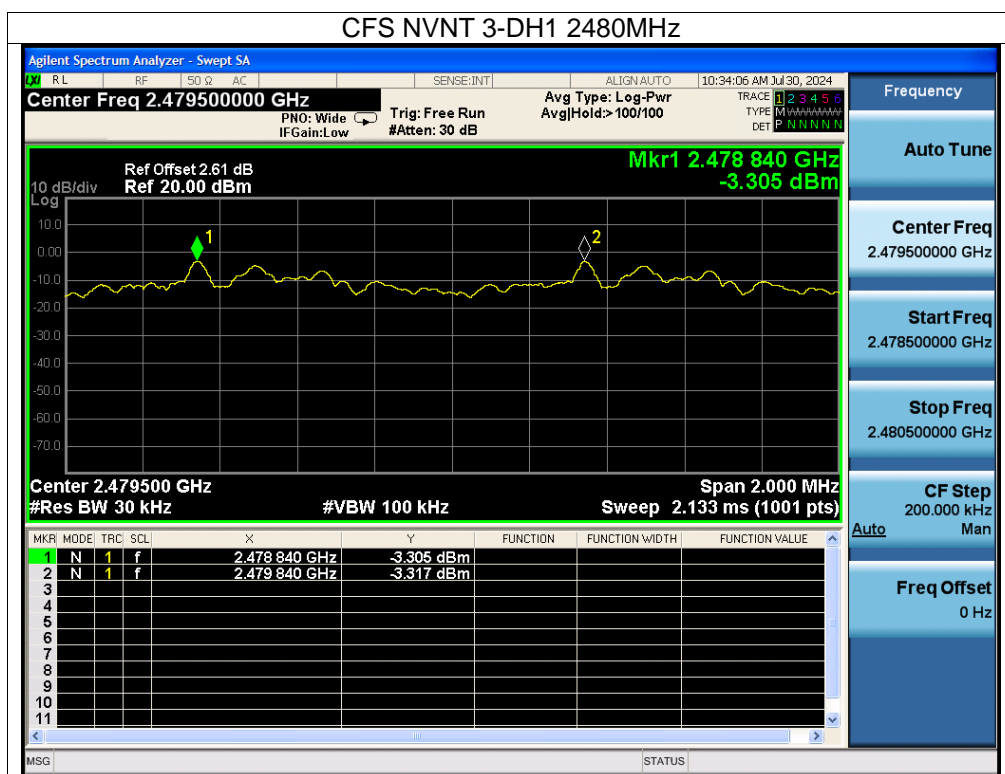 CFS NVNT 3-DH1 2480MHz
Agilent Spectrum Analyzer - Swept SA
LXI RL RF 50 Ω AC SENSE:INT ALIGN AUTO 10:34:06 AM Jul 30, 2024
Center Freq 2.479500000 GHz
PNO: Wide
IFGain:Low
Trig: Free Run
#Atten: 30 dB
Avg Type: Log-Pwr
Avg|Hold:>100/100
TRACE 1 2 3 4 5 6
TYPE M
DET P N N N N N
Frequency
Auto Tune
Center Freq
2.479500000 GHz
Start Freq
2.478500000 GHz
Stop Freq
2.480500000 GHz
CF Step
200.000 kHz
Auto Man
Freq Offset
0 Hz
Mkr1 2.478 840 GHz
-3.305 dBm
Ref Offset 2.61 dB
10 dB/div Ref 20.00 dBm
Log
10.0
0.00
-10.0
-20.0
-30.0
-40.0
-50.0
-60.0
-70.0
1
2
Center 2.479500 GHz Span 2.000 MHz
#Res BW 30 kHz #VBW 100 kHz Sweep 2.133 ms (1001 pts)
MKR MODE TRC SCL X Y FUNCTION FUNCTION WIDTH FUNCTION VALUE
1 N 1 f 2.478 840 GHz -3.305 dBm
2 N 1 f 2.479 840 GHz -3.317 dBm
3
4
5
6
7
8
9
10
11
MSG STATUS